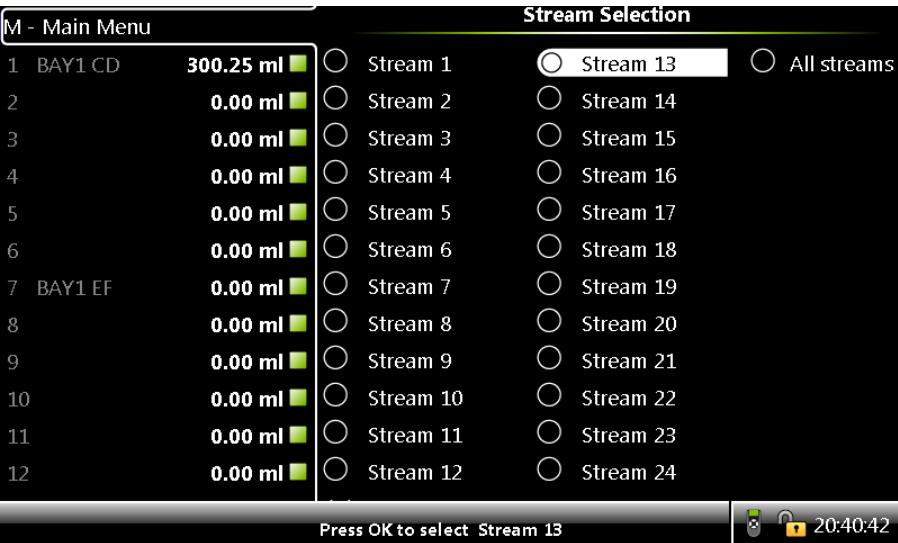 M - Main Menu
Stream Selection
1 BAY1 CD 300.25 ml
2 0.00 ml
3 0.00 ml
4 0.00 ml
5 0.00 ml
6 0.00 ml
7 BAY1 EF 0.00 ml
8 0.00 ml
9 0.00 ml
10 0.00 ml
11 0.00 ml
12 0.00 ml
Stream 1
Stream 2
Stream 3
Stream 4
Stream 5
Stream 6
Stream 7
Stream 8
Stream 9
Stream 10
Stream 11
Stream 12
Stream 13
Stream 14
Stream 15
Stream 16
Stream 17
Stream 18
Stream 19
Stream 20
Stream 21
Stream 22
Stream 23
Stream 24
All streams
Press OK to select Stream 13
20:40:42